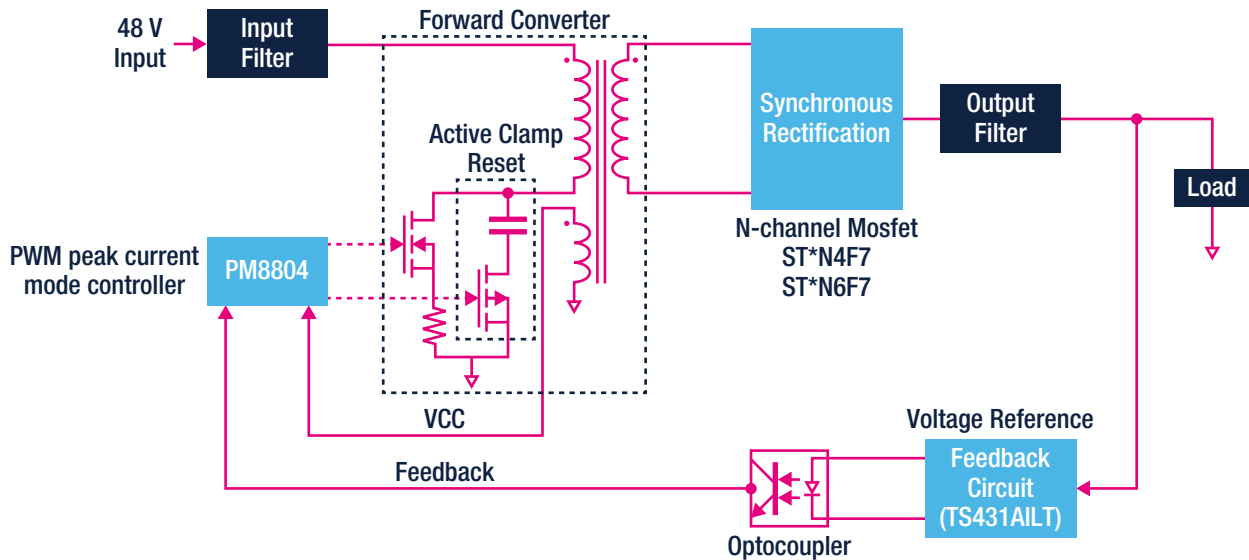 Forward Converter
48 V
Input
Input
Filter
Synchronous
Rectification
Output
Filter
Active Clamp
Reset
Load
N-channel Mosfet
ST*N4F7
ST*N6F7
PWM peak current
mode controller
PM8804
VCC
Voltage Reference
Feedback
Feedback
Circuit
(TS431AILT)
Optocoupler